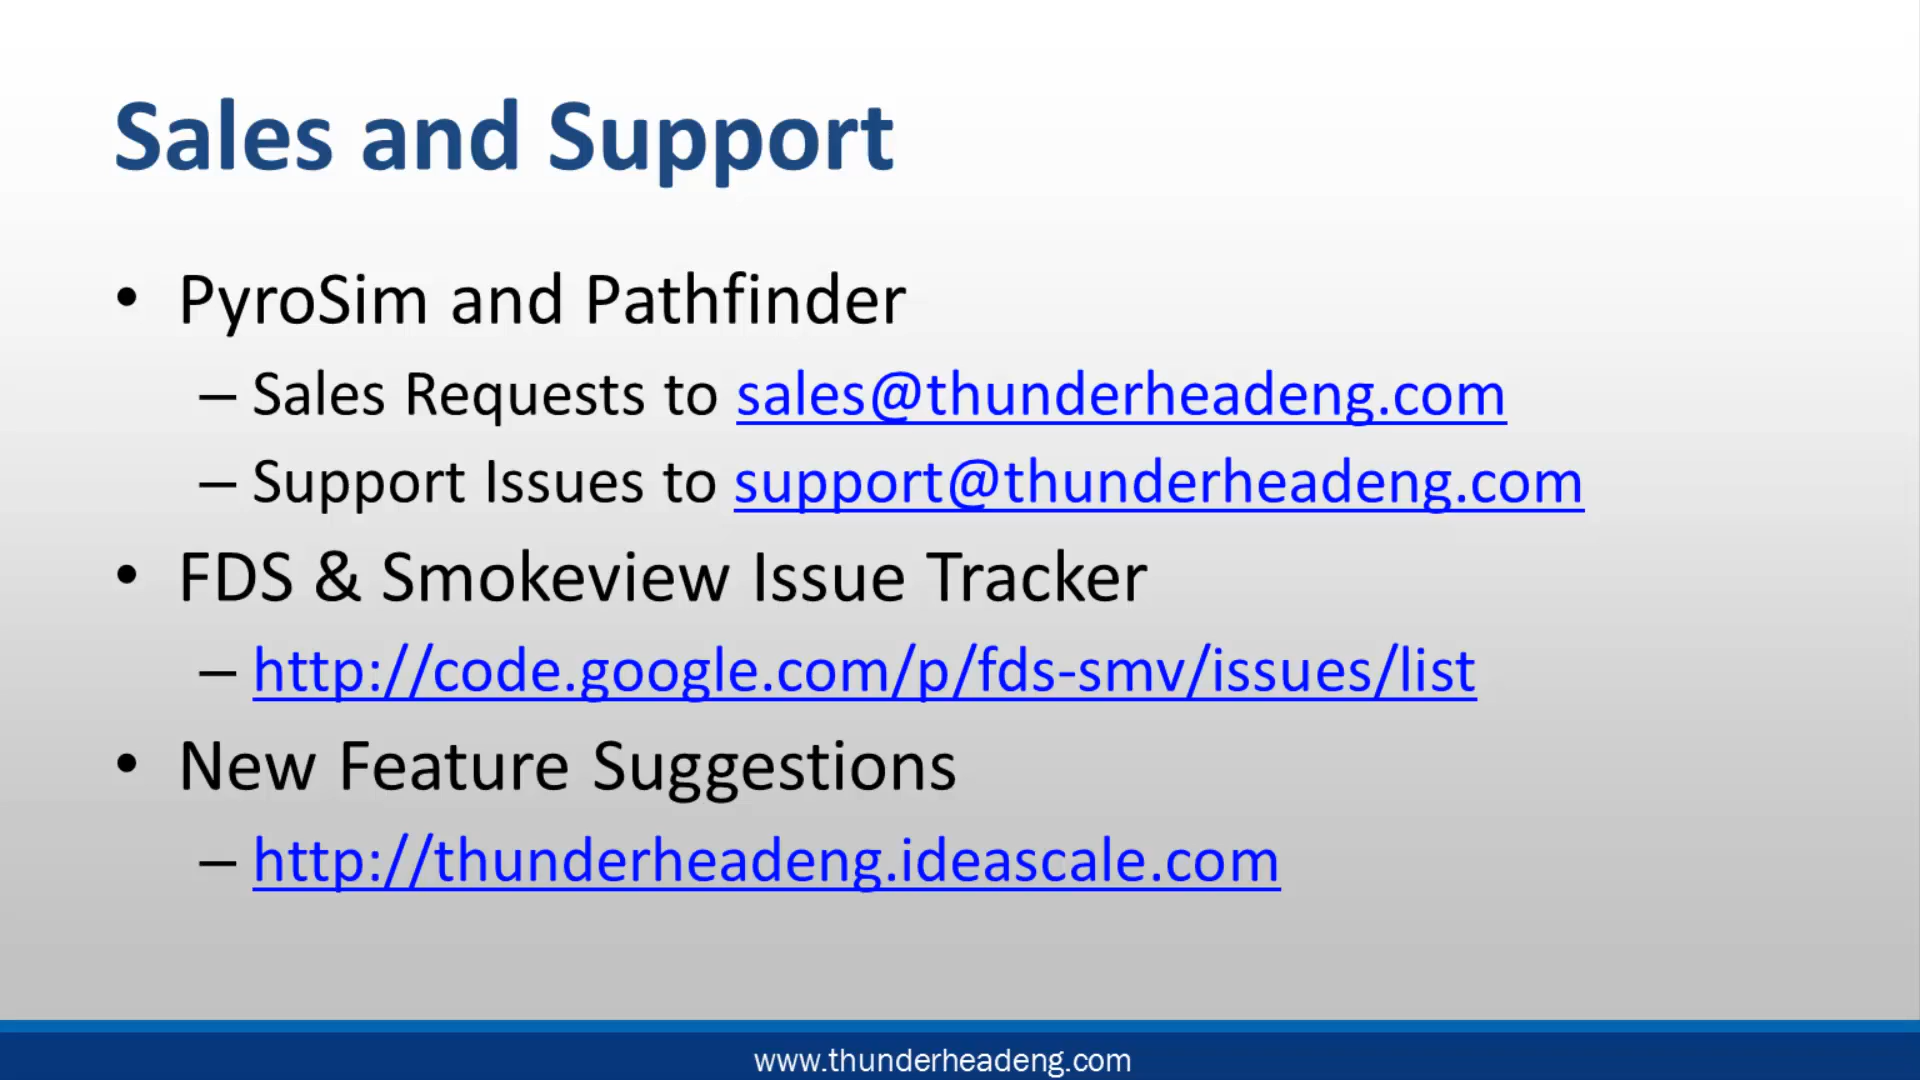 Sales and Support
• PyroSim and Pathfinder
– Sales Requests to sales@thunderheadeng.com
– Support Issues to support@thunderheadeng.com
• FDS & Smokeview Issue Tracker
– http://code.google.com/p/fds-smv/issues/list
• New Feature Suggestions
– http://thunderheadeng.ideascale.com
www.thunderheadeng.com